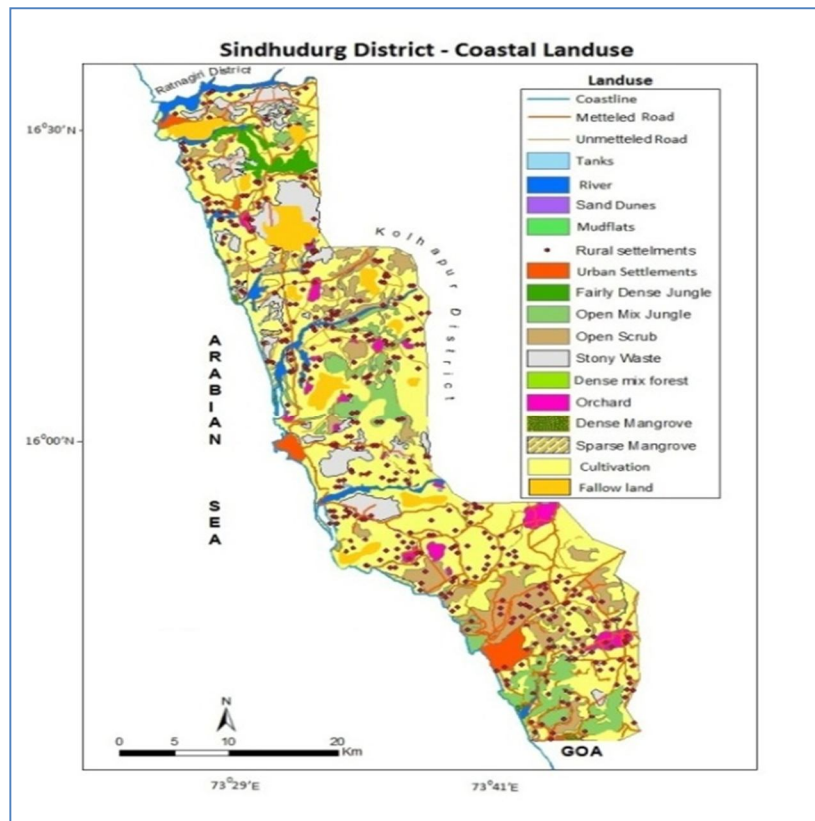 Sindhudurg District - Coastal Landuse
Ratnagiri District
Landuse
Coastline
Metteled Road
Unmetteled Road
Tanks
River
Sand Dunes
Mudflats
Rural settelments
Urban Settlements
Fairly Dense Jungle
Open Mix Jungle
Open Scrub
Stony Waste
Dense mix forest
Orchard
Dense Mangrove
Sparse Mangrove
Cultivation
Fallow land
16°30'N
Kolhapur District
ARABIAN
SEA
16°00'N
N
0 5 10 20
Km
GOA
73°29'E
73°41'E